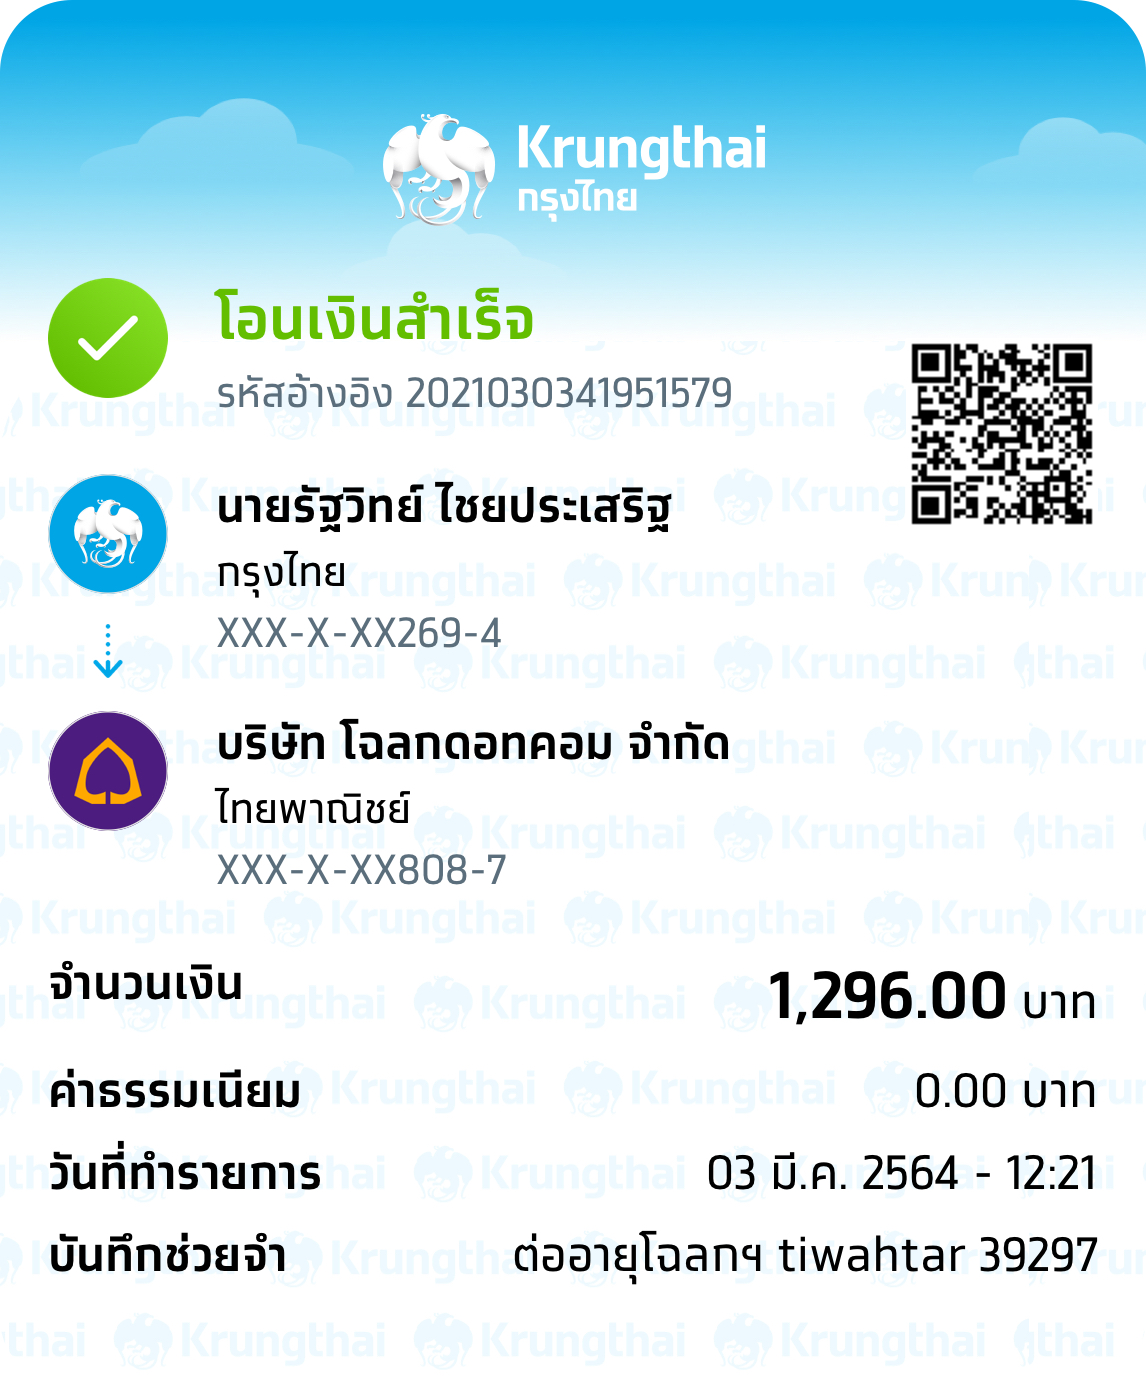 Krungthai
กรุงไทย
โอนเงินสำเร็จ
รหัสอ้างอิง 2021030341951579
นายรัฐวิทย์ ไชยประเสริฐ
กรุงไทย
XXX-X-XX269-4
บริษัท โฉลกดอทคอม จำกัด
ไทยพาณิชย์
XXX-X-XX808-7
จำนวนเงิน 1,296.00 บาท
ค่าธรรมเนียม 0.00 บาท
วันที่ทำรายการ 03 มี.ค. 2564 - 12:21
บันทึกช่วยจำ ต่ออายุโฉลกฯ tiwahtar 39297